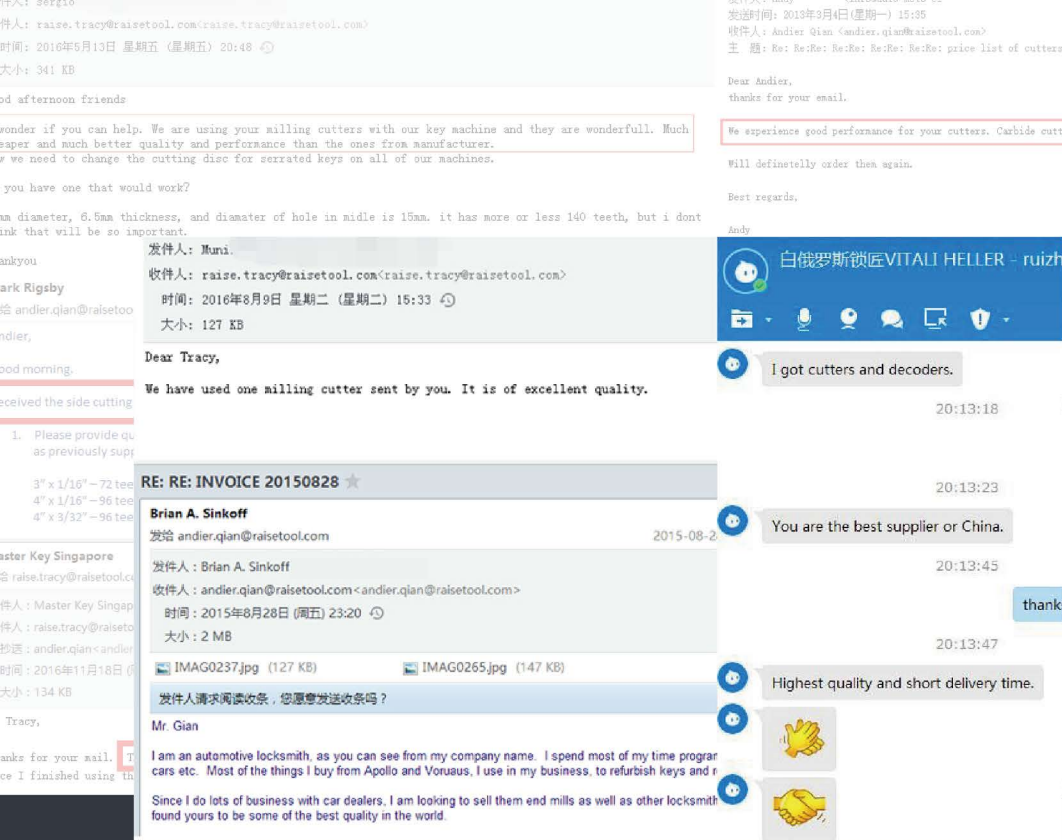 件人: sergio
件人: raise.tracy@raisetool.com<raise.tracy@raisetool.com>
时间: 2016年5月13日 星期五 (星期五) 20:48
大小: 341 KB
od afternoon friends
wonder if you can help. We are using your milling cutters with our key machine and they are wonderfull. Much
eaper and much better quality and performance than the ones from manufacturer.
w we need to change the cutting disc for serrated keys on all of our machines.
you have one that would work?
mm diameter, 6.5mm thickness, and diamater of hole in midle is 15mm. it has more or less 140 teeth, but i dont
ink that will be so important.
ankyou
发送时间: 2013年3月4日(星期一) 15:35
收件人: Andier Qian <andier.qian@raisetool.com>
主 题: Re: Re:Re: Re:Re: Re:Re: Re:Re: price list of cutters
Dear Andier,
thanks for your email.
We experience good performance for your cutters. Carbide cutt
Will definetelly order them again.
Best regards,
Andy
ark Rigsby
给 andier.qian@raisetoo
ndier,
ood morning.
eceived the side cutting
1. Please provide qu
as previously supp
3" x 1/16" – 72 tee
4" x 1/16" – 96 tee
4" x 3/32" – 96 tee
aster Key Singapore
给 raise.tracy@raisetool.c
件人 : Master Key Singap
件人 : raise.tracy@raiseto
抄送 : andier.qian<andier
时间 : 2016年11月18日 (
大小 : 134 KB
Tracy,
anks for your mail. T
ce I finished using th
发件人: Muni.
收件人: raise.tracy@raisetool.com<raise.tracy@raisetool.com>
时间: 2016年8月9日 星期二 (星期二) 15:33
大小: 127 KB
Dear Tracy,
We have used one milling cutter sent by you. It is of excellent quality.
RE: RE: INVOICE 20150828
Brian A. Sinkoff
发给 andier.qian@raisetool.com 2015-08-2
发件人 : Brian A. Sinkoff
收件人 : andier.qian@raisetool.com<andier.qian@raisetool.com>
时间 : 2015年8月28日 (周五) 23:20
大小 : 2 MB
IMAG0237.jpg (127 KB) IMAG0265.jpg (147 KB)
发件人请求阅读收条，您愿意发送收条吗？
Mr. Gian
I am an automotive locksmith, as you can see from my company name. I spend most of my time progran
cars etc. Most of the things I buy from Apollo and Voruaus, I use in my business, to refurbish keys and r
Since I do lots of business with car dealers, I am looking to sell them end mills as well as other locksmith
found yours to be some of the best quality in the world.
白俄罗斯锁匠VITALI HELLER - ruizh
I got cutters and decoders.
20:13:18
20:13:23
You are the best supplier or China.
20:13:45
thank
20:13:47
Highest quality and short delivery time.